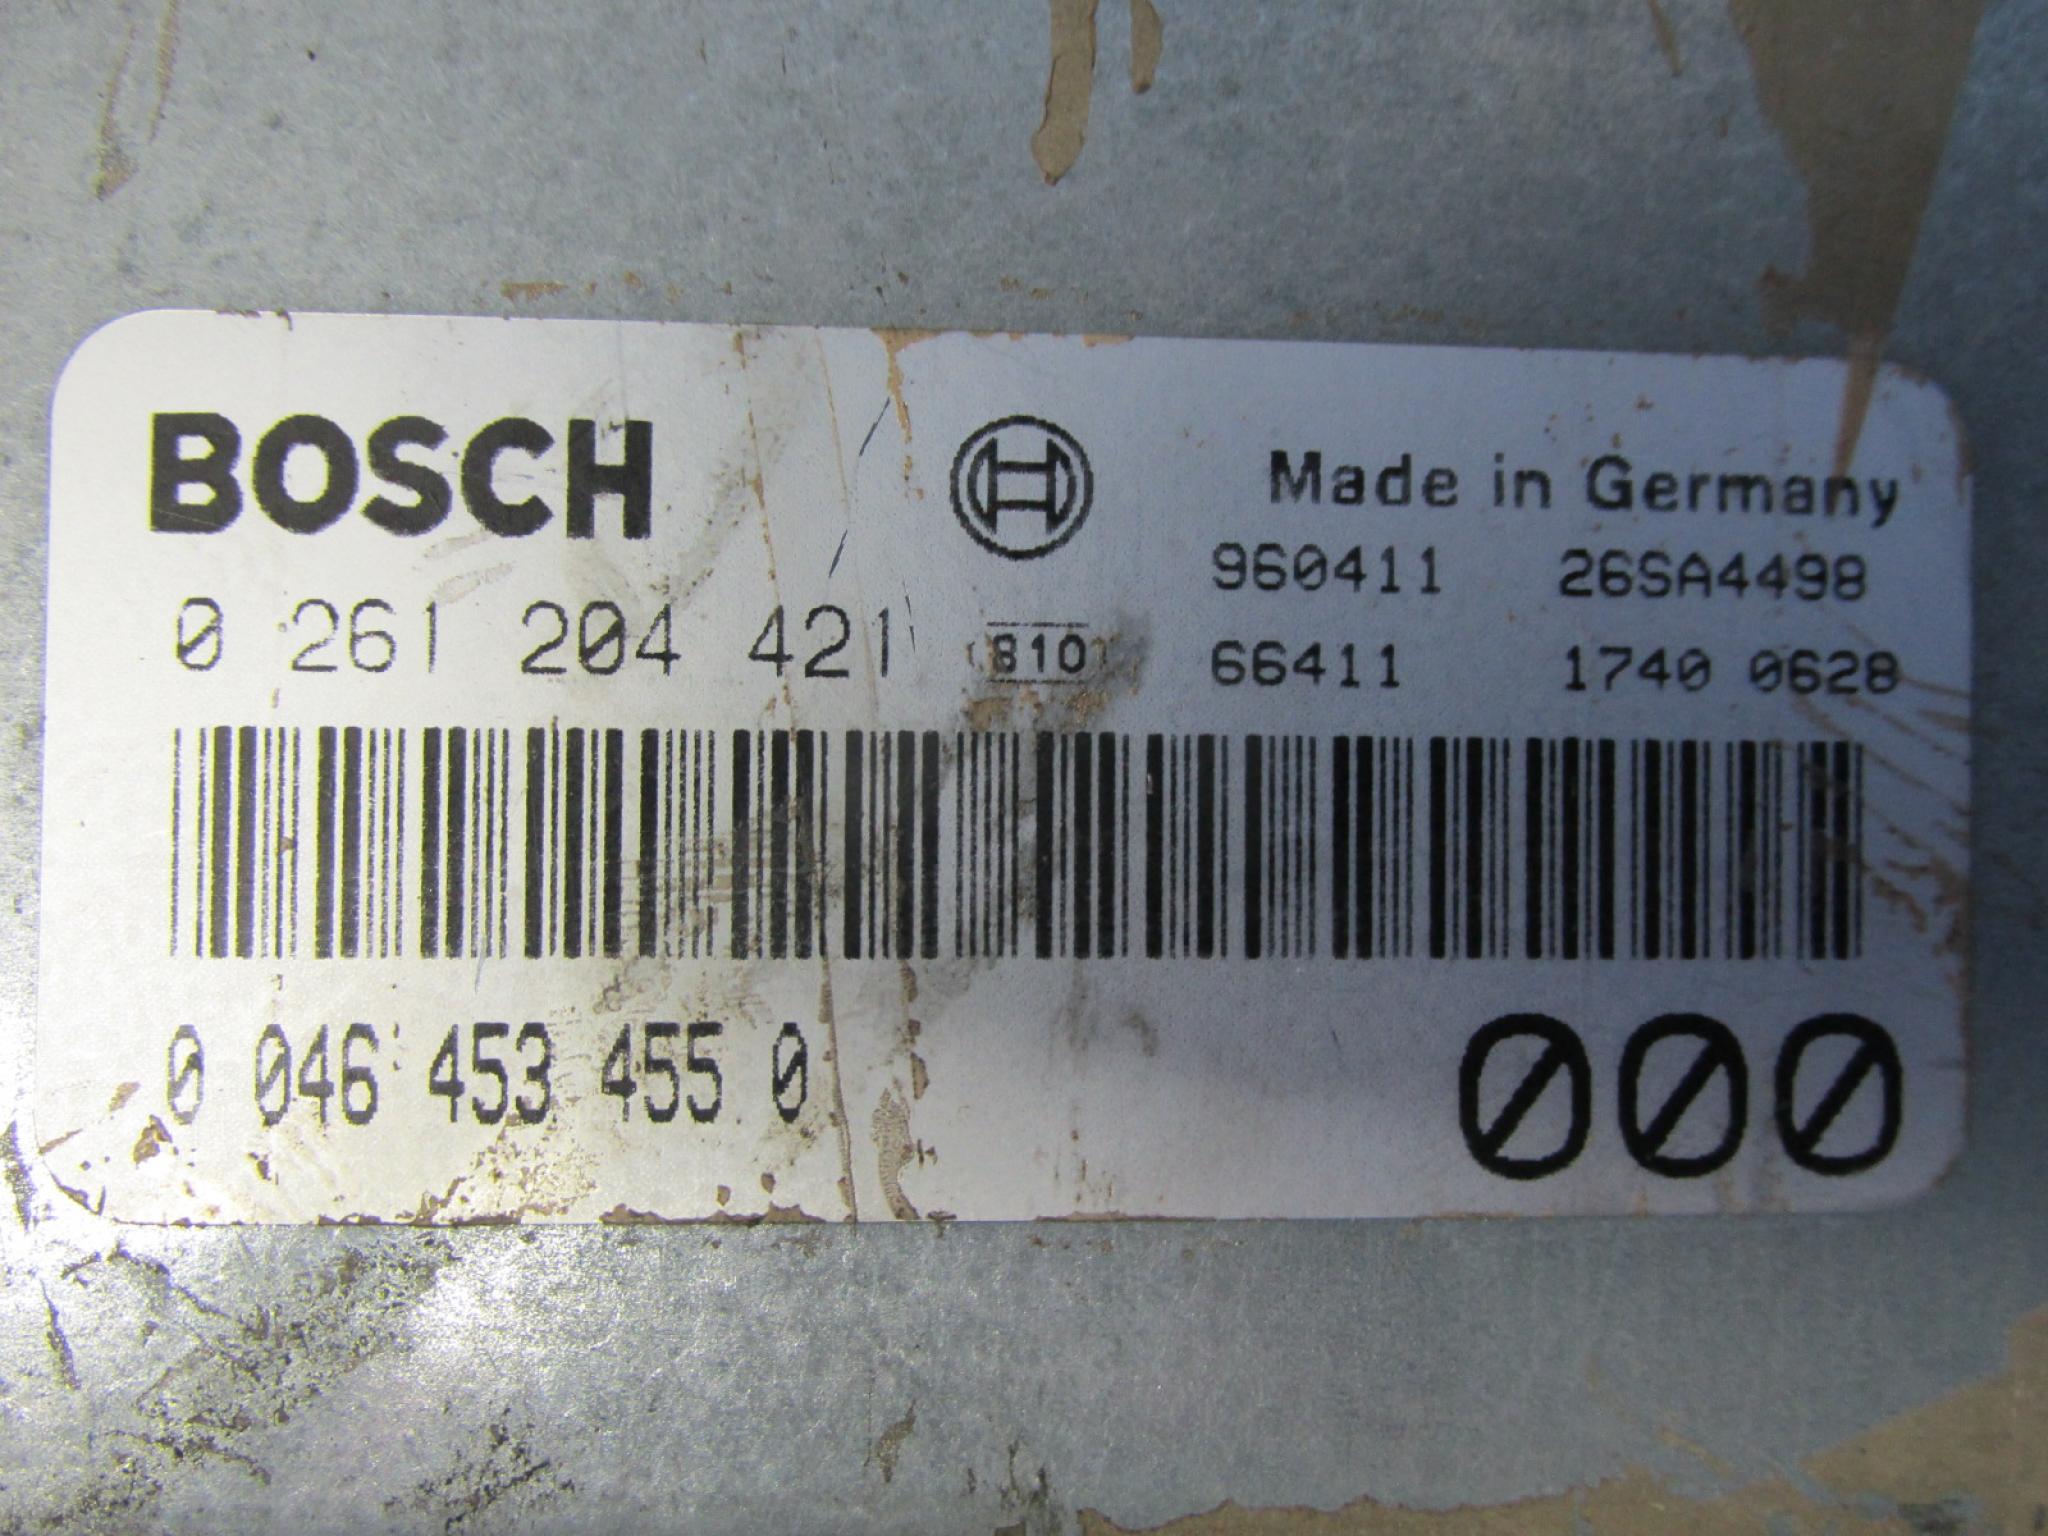 BOSCH
Made in Germany
960411 26SA4498
0 261 204 421 810 66411 1740 0628
0 046 453 455 0
000